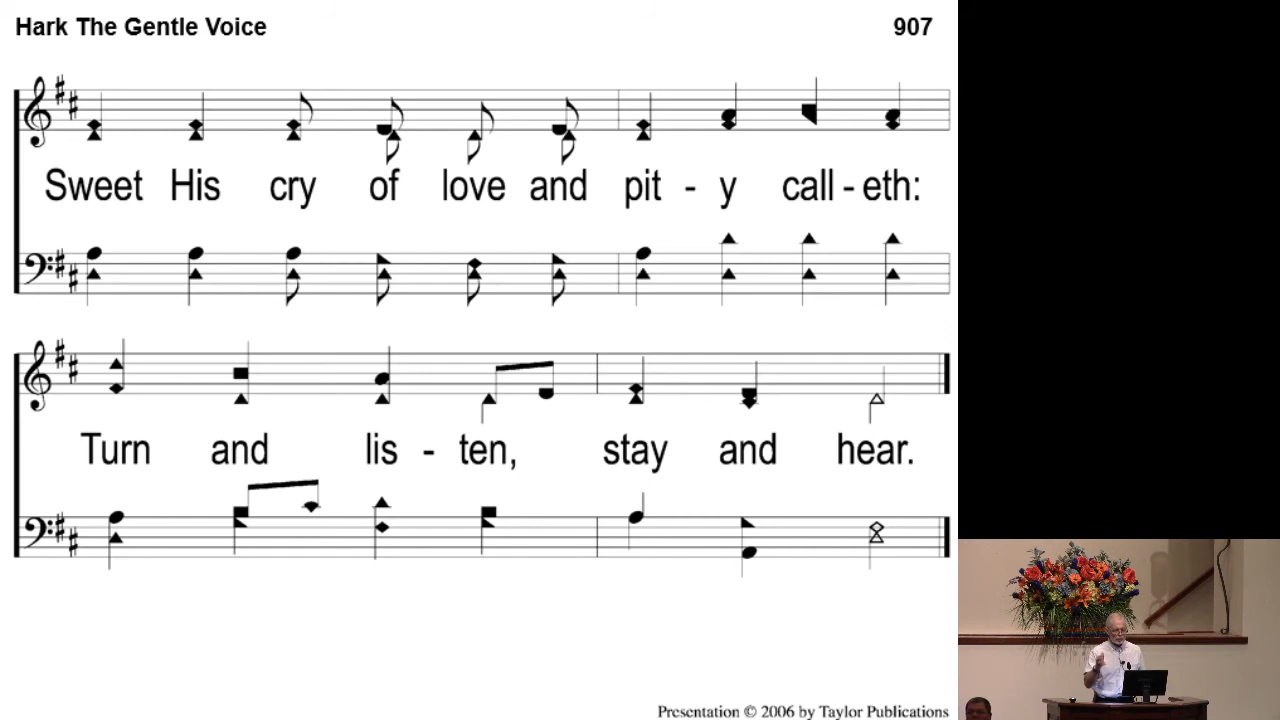 Hark The Gentle Voice 907
Sweet His cry of love and pit - y call - eth:
Turn and lis - ten, stay and hear.
Presentation © 2006 by Taylor Publications